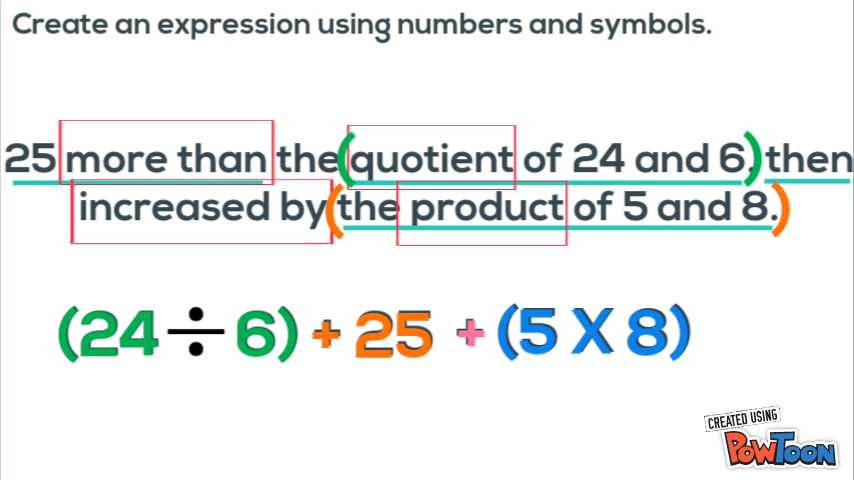 Create an expression using numbers and symbols.
25 more than the (quotient of 24 and 6,) then
increased by (the product of 5 and 8.)
(24 ÷ 6) + 25 + (5 X 8)
CREATED USING
POWTOON